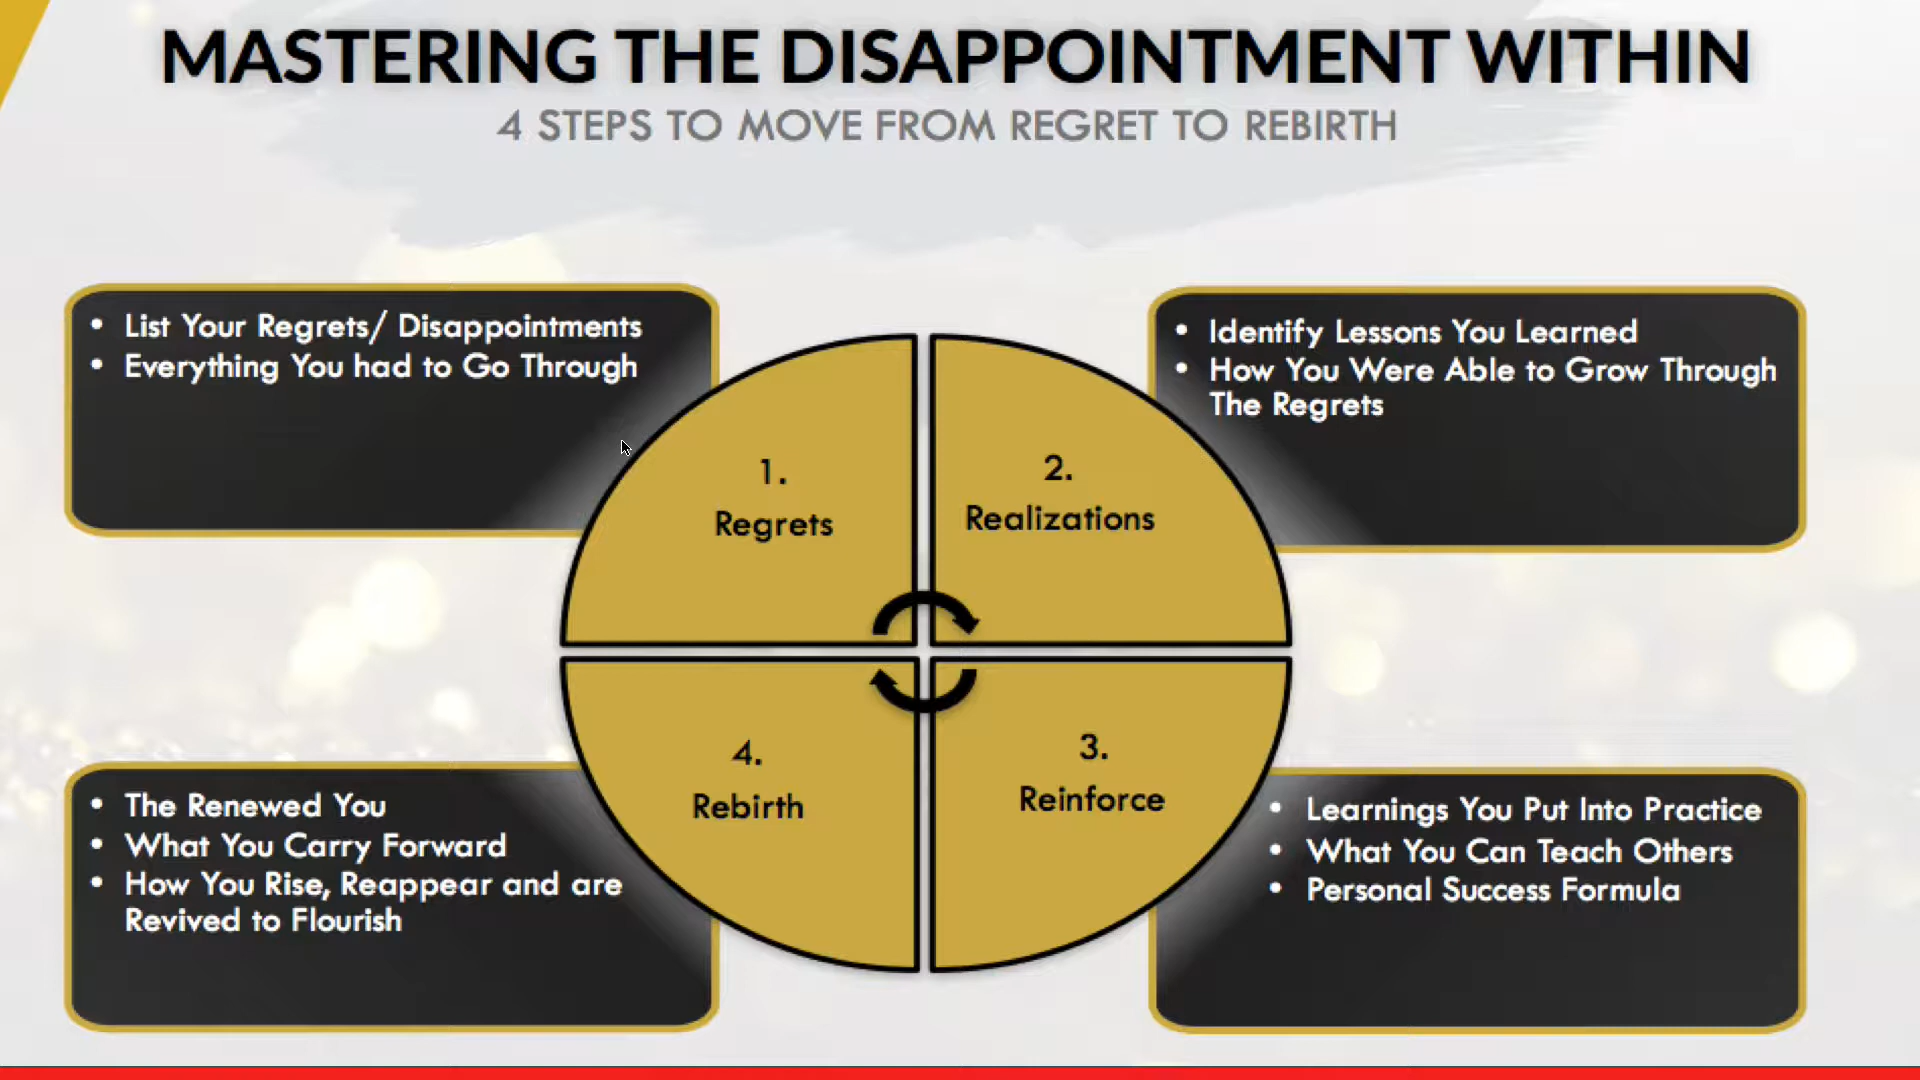 MASTERING THE DISAPPOINTMENT WITHIN
4 STEPS TO MOVE FROM REGRET TO REBIRTH
• List Your Regrets/ Disappointments
• Everything You had to Go Through
• Identify Lessons You Learned
• How You Were Able to Grow Through
The Regrets
1.
Regrets
2.
Realizations
4.
Rebirth
3.
Reinforce
• The Renewed You
• What You Carry Forward
• How You Rise, Reappear and are
Revived to Flourish
• Learnings You Put Into Practice
• What You Can Teach Others
• Personal Success Formula